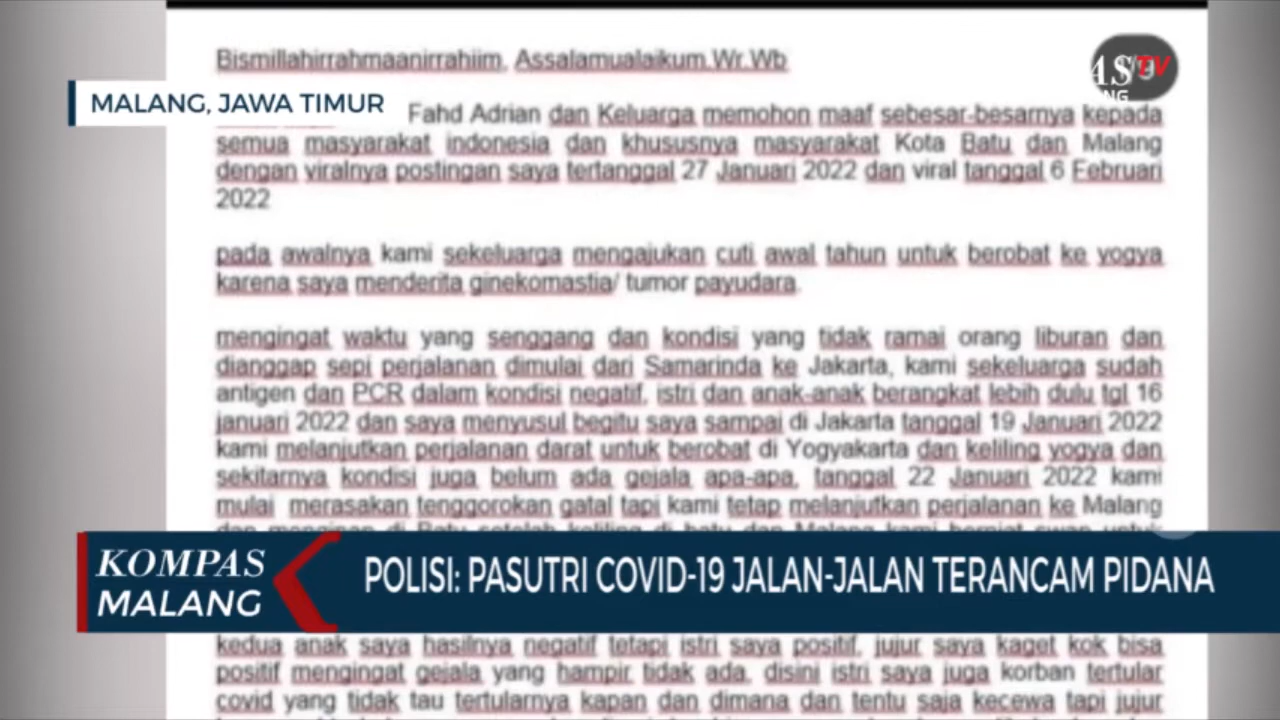 Bismillahirrahmaanirrahiim, Assalamualaikum.Wr.Wb
MALANG, JAWA TIMUR
Fahd Adrian dan Keluarga memohon maaf sebesar-besarnya kepada
semua masyarakat indonesia dan khususnya masyarakat Kota Batu dan Malang
dengan viralnya postingan saya tertanggal 27 Januari 2022 dan viral tanggal 6 Februari
2022
pada awalnya kami sekeluarga mengajukan cuti awal tahun untuk berobat ke yogya
karena saya menderita ginekomastia/ tumor payudara.
mengingat waktu yang senggang dan kondisi yang tidak ramai orang liburan dan
dianggap sepi perjalanan dimulai dari Samarinda ke Jakarta, kami sekeluarga sudah
antigen dan PCR dalam kondisi negatif, istri dan anak-anak berangkat lebih dulu tgl 16
januari 2022 dan saya menyusul begitu saya sampai di Jakarta tanggal 19 Januari 2022
kami melanjutkan perjalanan darat untuk berobat di Yogyakarta dan keliling yogya dan
sekitarnya kondisi juga belum ada gejala apa-apa, tanggal 22 Januari 2022 kami
mulai merasakan tenggorokan gatal tapi kami tetap melanjutkan perjalanan ke Malang
KOMPAS
MALANG
POLISI: PASUTRI COVID-19 JALAN-JALAN TERANCAM PIDANA
kedua anak saya hasilnya negatif tetapi istri saya positif, jujur saya kaget kok bisa
positif mengingat gejala yang hampir tidak ada, disini istri saya juga korban tertular
covid yang tidak tau tertularnya kapan dan dimana dan tentu saja kecewa tapi jujur